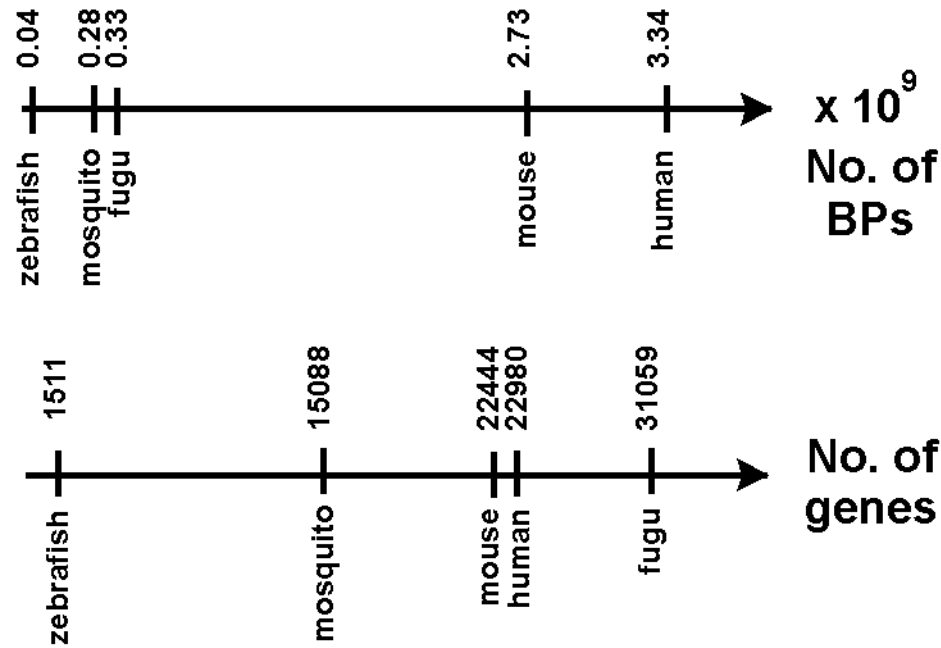 0.04
0.28
0.33
2.73
3.34
x 10⁹
No. of
BPs
zebrafish
mosquito
fugu
mouse
human
1511
15088
22444
22980
31059
No. of
genes
zebrafish
mosquito
mouse
human
fugu